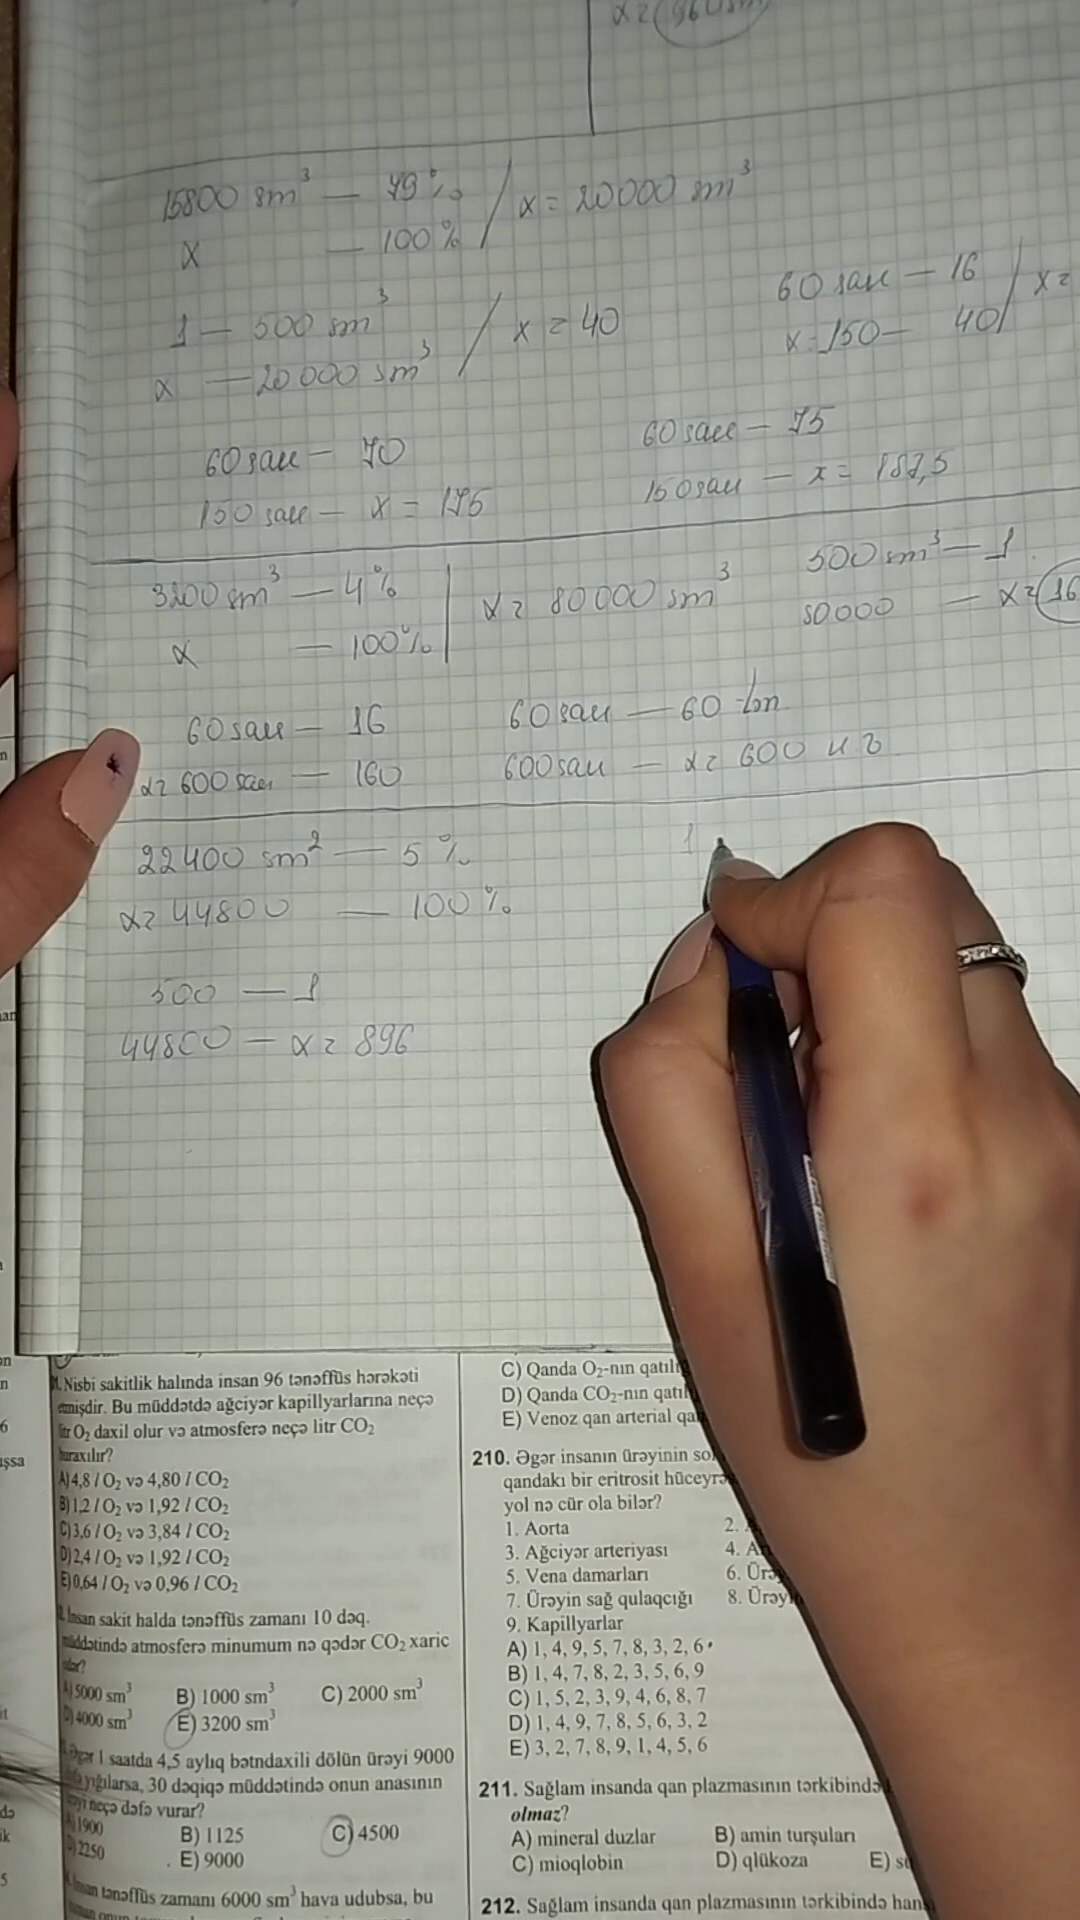 15800 sm³ — 79% / x = 20000 sm³
x — 100%
1 — 500 sm³ / x = 40
x — 20000 sm³
60 san — 16 / x =
x = 150 — 40
60 san — 70
150 san — x = 175
60 san — 75
150 san — x = 187,5
3200 sm³ — 4% | x = 80000 sm³
x — 100%
500 sm³ — 1
80000 — x = 16
60 san — 16
x = 600 san — 160
60 san — 60
600 san — x = 600
22400 sm² — 5%
x = 44800 — 100%
1
500 — 1
44800 — x = 896
Nisbi sakitlik halında insan 96 tənəffüs hərəkəti
etmişdir. Bu müddətdə ağciyər kapillyarlarına neçə
litr O₂ daxil olur və atmosferə neçə litr CO₂
buraxılır?
A) 4,8 l O₂ və 4,80 l CO₂
B) 1,2 l O₂ və 1,92 l CO₂
C) 3,6 l O₂ və 3,84 l CO₂
D) 2,4 l O₂ və 1,92 l CO₂
E) 0,64 l O₂ və 0,96 l CO₂
İnsan sakit halda tənəffüs zamanı 10 dəq.
müddətində atmosferə minumum nə qədər CO₂ xaric
edər?
A) 5000 sm³ B) 1000 sm³ C) 2000 sm³
D) 4000 sm³ E) 3200 sm³
Əgər 1 saatda 4,5 aylıq bətndaxili dölün ürəyi 9000
dəfə yığılarsa, 30 dəqiqə müddətində onun anasının
ürəyi neçə dəfə vurar?
A) 1900 B) 1125 C) 4500
D) 2250 E) 9000
İnsan tənəffüs zamanı 6000 sm³ hava udubsa, bu
C) Qanda O₂-nın
D) Qanda CO₂-nın
E) Venoz qan arterial
210. Əgər insanın ürəyinin
qandakı bir eritrosit
yol nə cür ola bilər?
1. Aorta 2.
3. Ağciyər arteriyası 4.
5. Vena damarları 6.
7. Ürəyin sağ qulaqcığı 8.
9. Kapillyarlar
A) 1, 4, 9, 5, 7, 8, 3, 2, 6
B) 1, 4, 7, 8, 2, 3, 5, 6, 9
C) 1, 5, 2, 3, 9, 4, 6, 8, 7
D) 1, 4, 9, 7, 8, 5, 6, 3, 2
E) 3, 2, 7, 8, 9, 1, 4, 5, 6
211. Sağlam insanda qan plazmasının tərkibində
olmaz?
A) mineral duzlar B) amin turşuları
C) mioqlobin D) qlükoza E)
212. Sağlam insanda qan plazmasının tərkibində